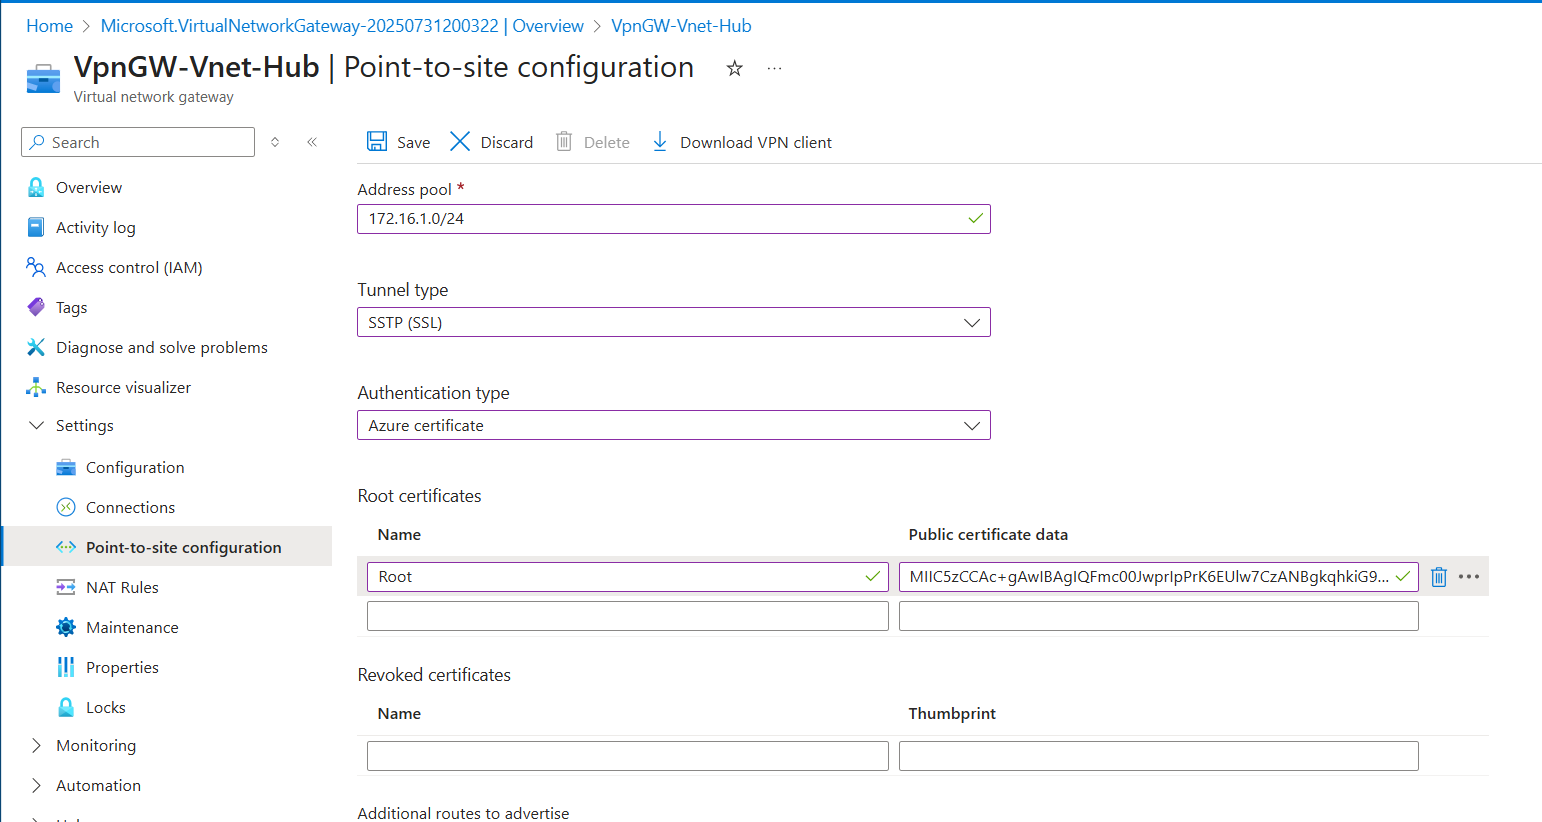 Home > Microsoft.VirtualNetworkGateway-20250731200322 | Overview > VpnGW-Vnet-Hub
VpnGW-Vnet-Hub | Point-to-site configuration
Virtual network gateway
Search
Save Discard Delete Download VPN client
Overview
Activity log
Access control (IAM)
Tags
Diagnose and solve problems
Resource visualizer
Settings
Configuration
Connections
Point-to-site configuration
NAT Rules
Maintenance
Properties
Locks
Monitoring
Automation
Address pool *
172.16.1.0/24
Tunnel type
SSTP (SSL)
Authentication type
Azure certificate
Root certificates
Name Public certificate data
Root MIIC5zCCAc+gAwIBAgIQFmc00JwprIpPrK6EUlw7CzANBgkqhkiG9...
Revoked certificates
Name Thumbprint
Additional routes to advertise